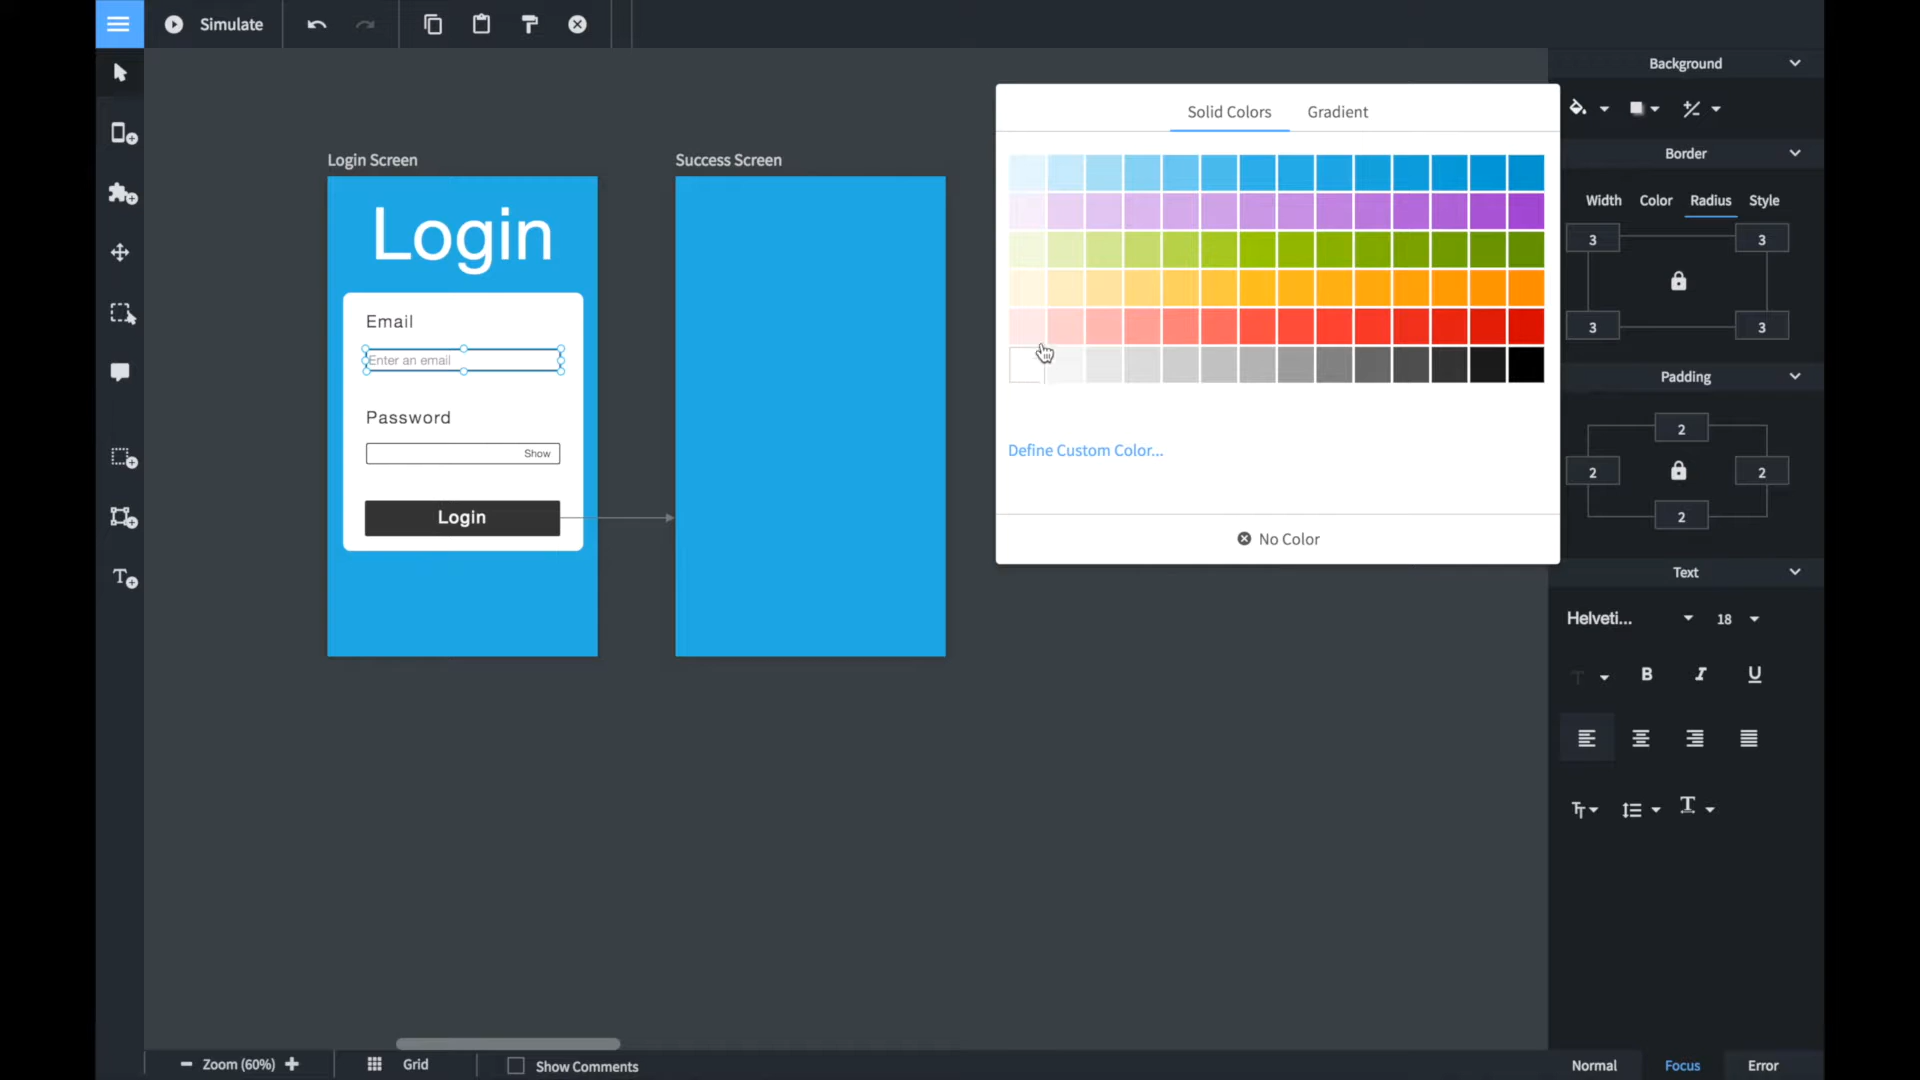 Simulate
Background
Solid Colors
Gradient
Border
Login Screen
Success Screen
Width
Color
Radius
Style
Login
3
3
Email
Enter an email
3
3
Padding
Password
2
Show
Define Custom Color...
2
2
Login
2
No Color
Text
Helveti...
18
T
B
I
U
Zoom (60%)
Grid
Show Comments
Normal
Focus
Error